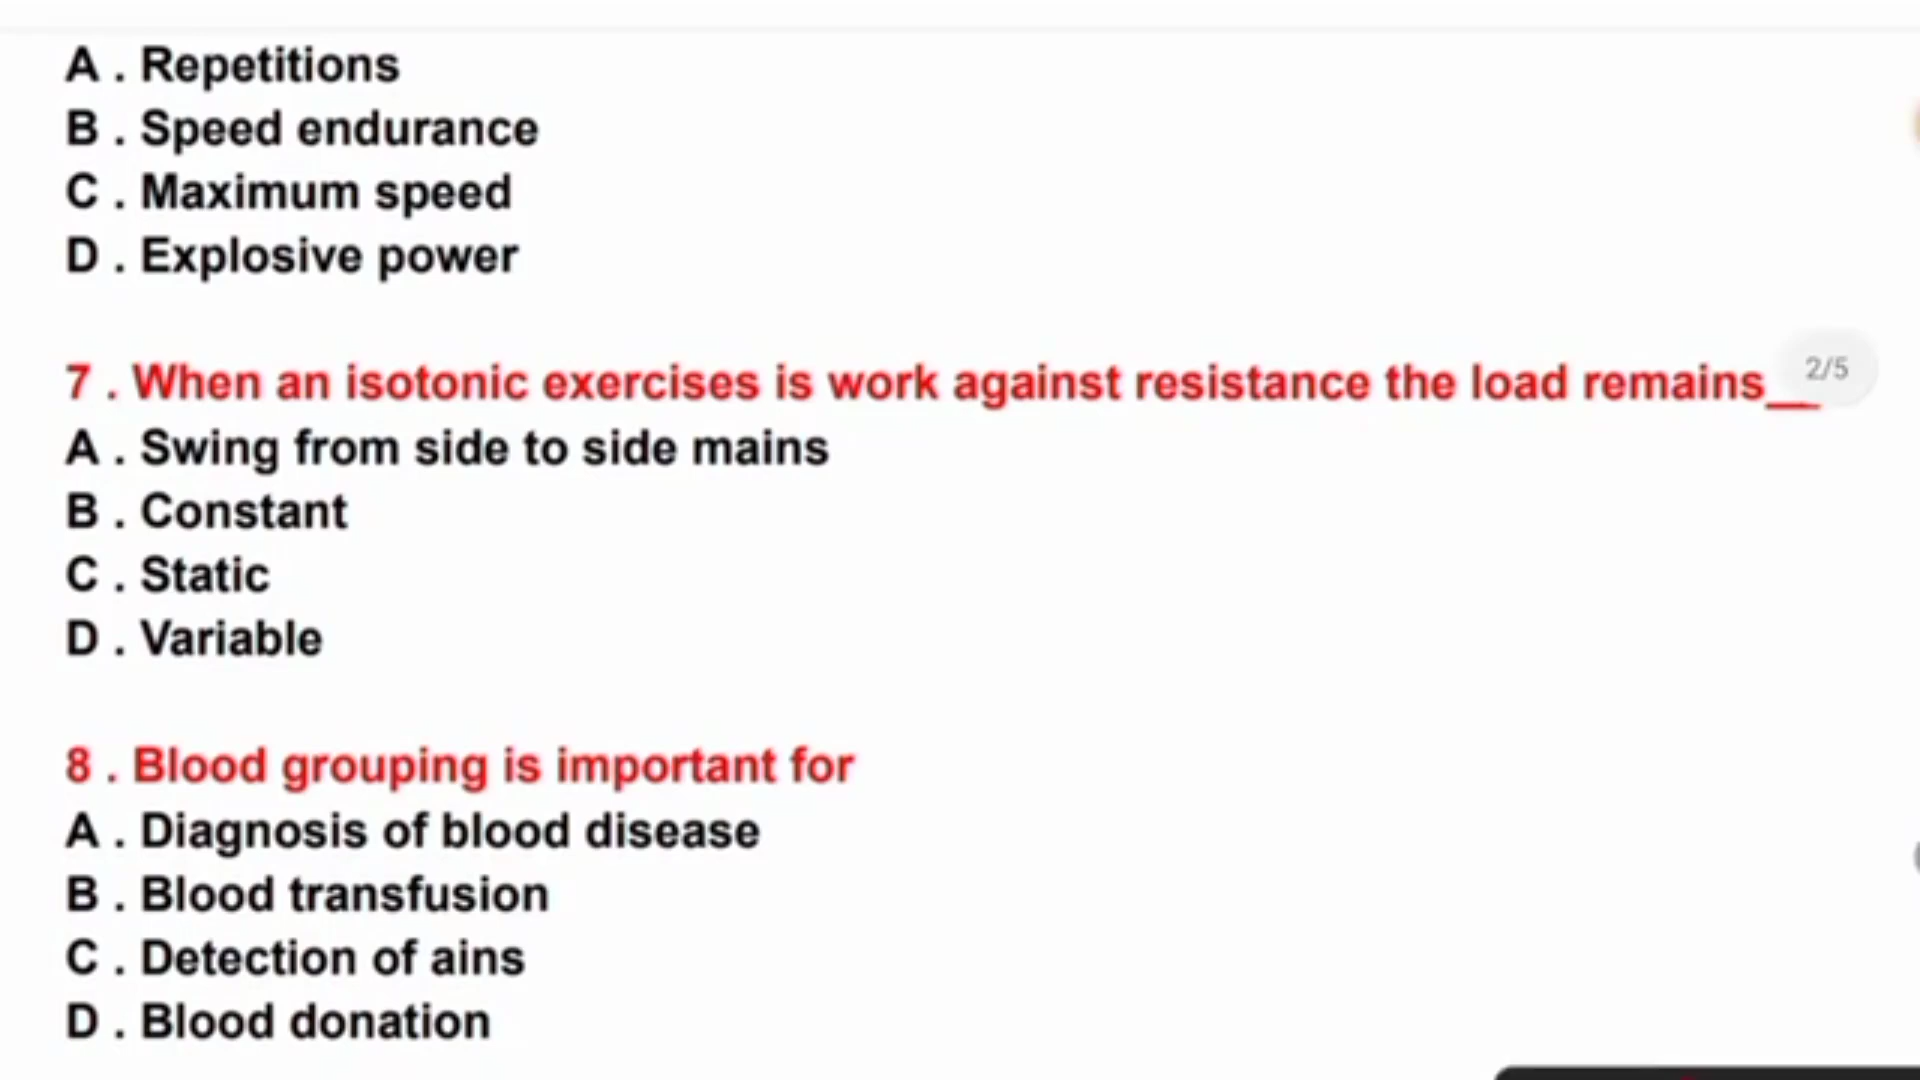 A . Repetitions
B . Speed endurance
C . Maximum speed
D . Explosive power
7 . When an isotonic exercises is work against resistance the load remains__
2/5
A . Swing from side to side mains
B . Constant
C . Static
D . Variable
8 . Blood grouping is important for
A . Diagnosis of blood disease
B . Blood transfusion
C . Detection of ains
D . Blood donation